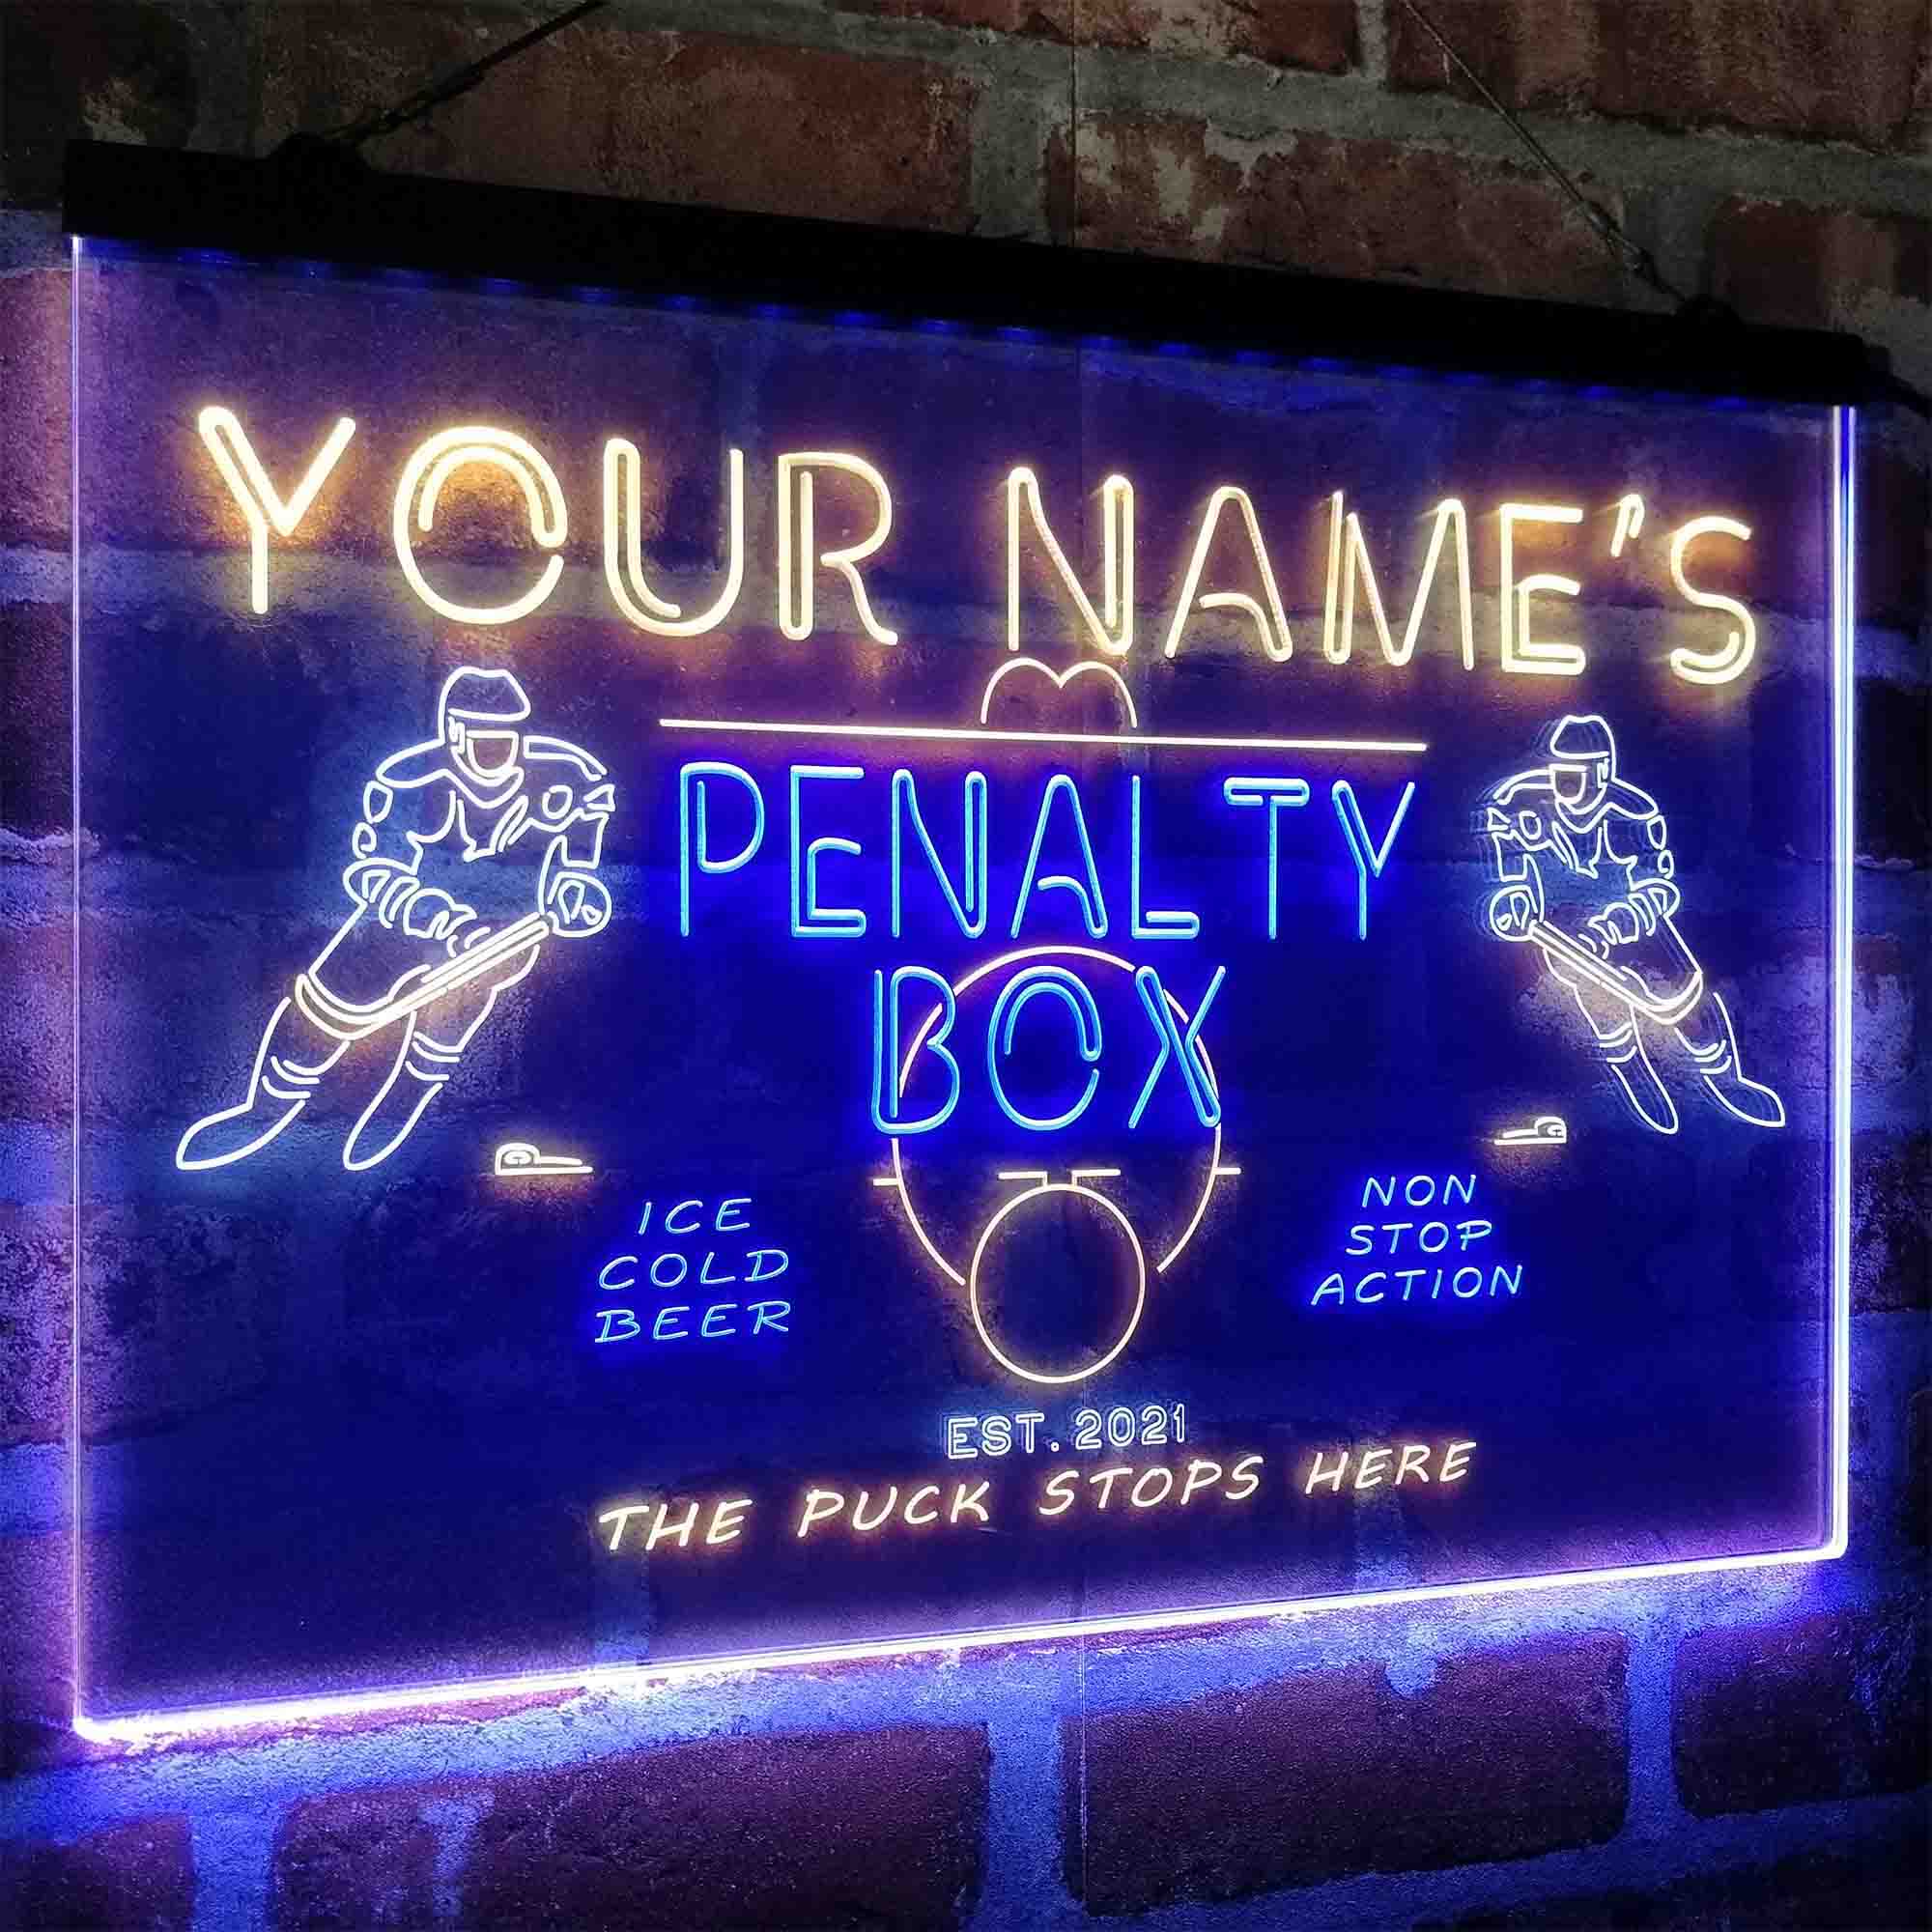 YOUR NAME'S
PENALTY
BOX
ICE
COLD
BEER
NON
STOP
ACTION
EST. 2021
THE PUCK STOPS HERE